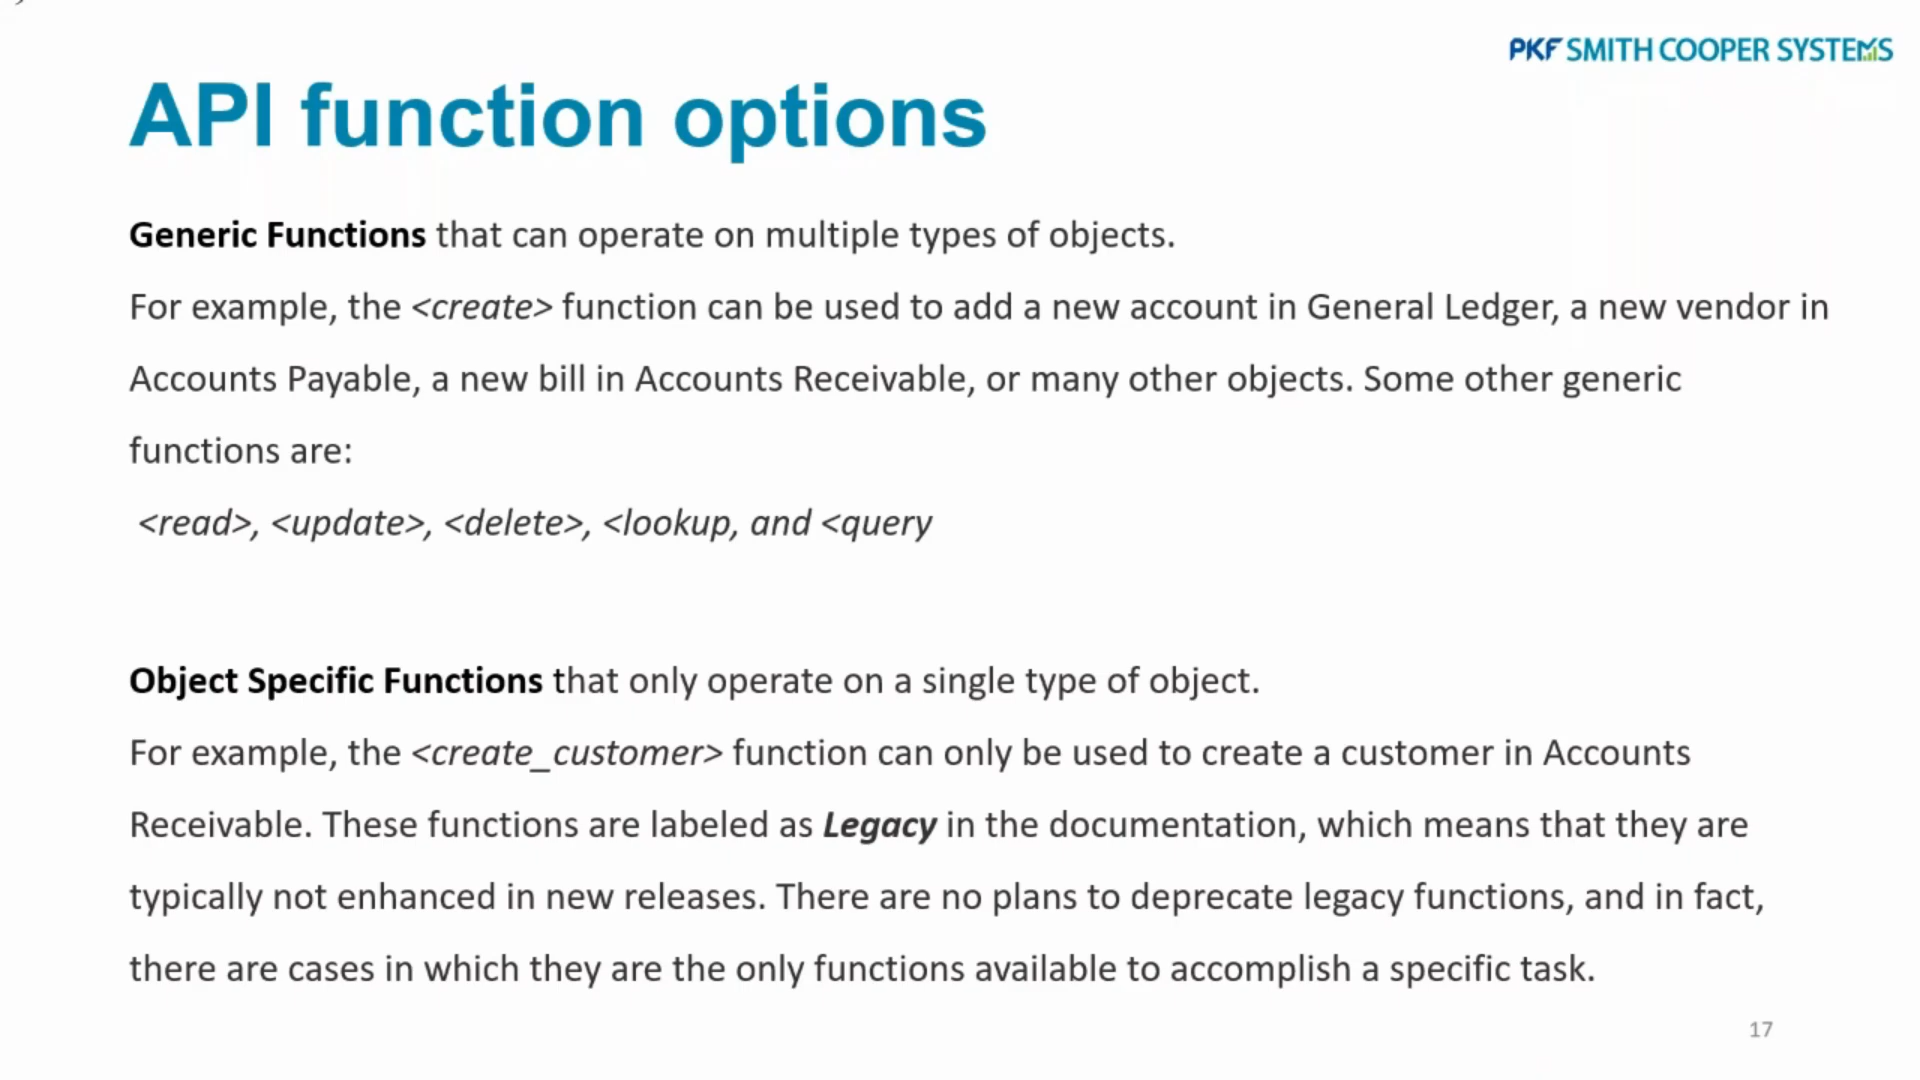 PKF SMITH COOPER SYSTEMS
API function options
Generic Functions that can operate on multiple types of objects.
For example, the <create> function can be used to add a new account in General Ledger, a new vendor in
Accounts Payable, a new bill in Accounts Receivable, or many other objects. Some other generic
functions are:
<read>, <update>, <delete>, <lookup, and <query
Object Specific Functions that only operate on a single type of object.
For example, the <create_customer> function can only be used to create a customer in Accounts
Receivable. These functions are labeled as Legacy in the documentation, which means that they are
typically not enhanced in new releases. There are no plans to deprecate legacy functions, and in fact,
there are cases in which they are the only functions available to accomplish a specific task.
17